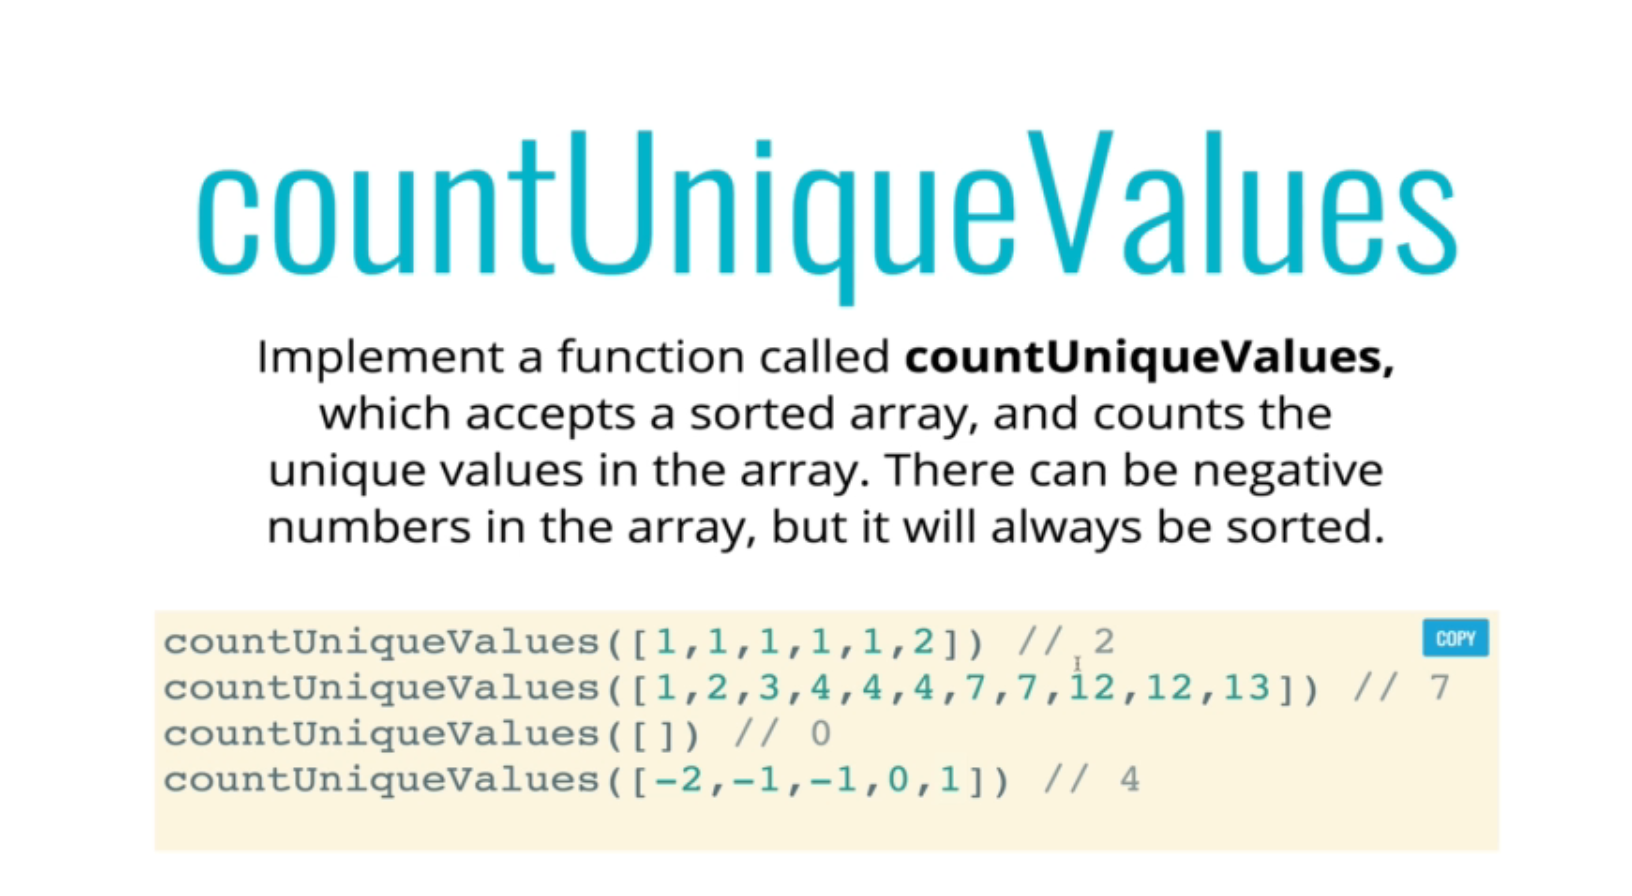 countUniqueValues
Implement a function called countUniqueValues,
which accepts a sorted array, and counts the
unique values in the array. There can be negative
numbers in the array, but it will always be sorted.
countUniqueValues([1,1,1,1,1,2]) // 2
COPY
countUniqueValues([1,2,3,4,4,4,7,7,12,12,13]) // 7
countUniqueValues([]) // 0
countUniqueValues([-2,-1,-1,0,1]) // 4